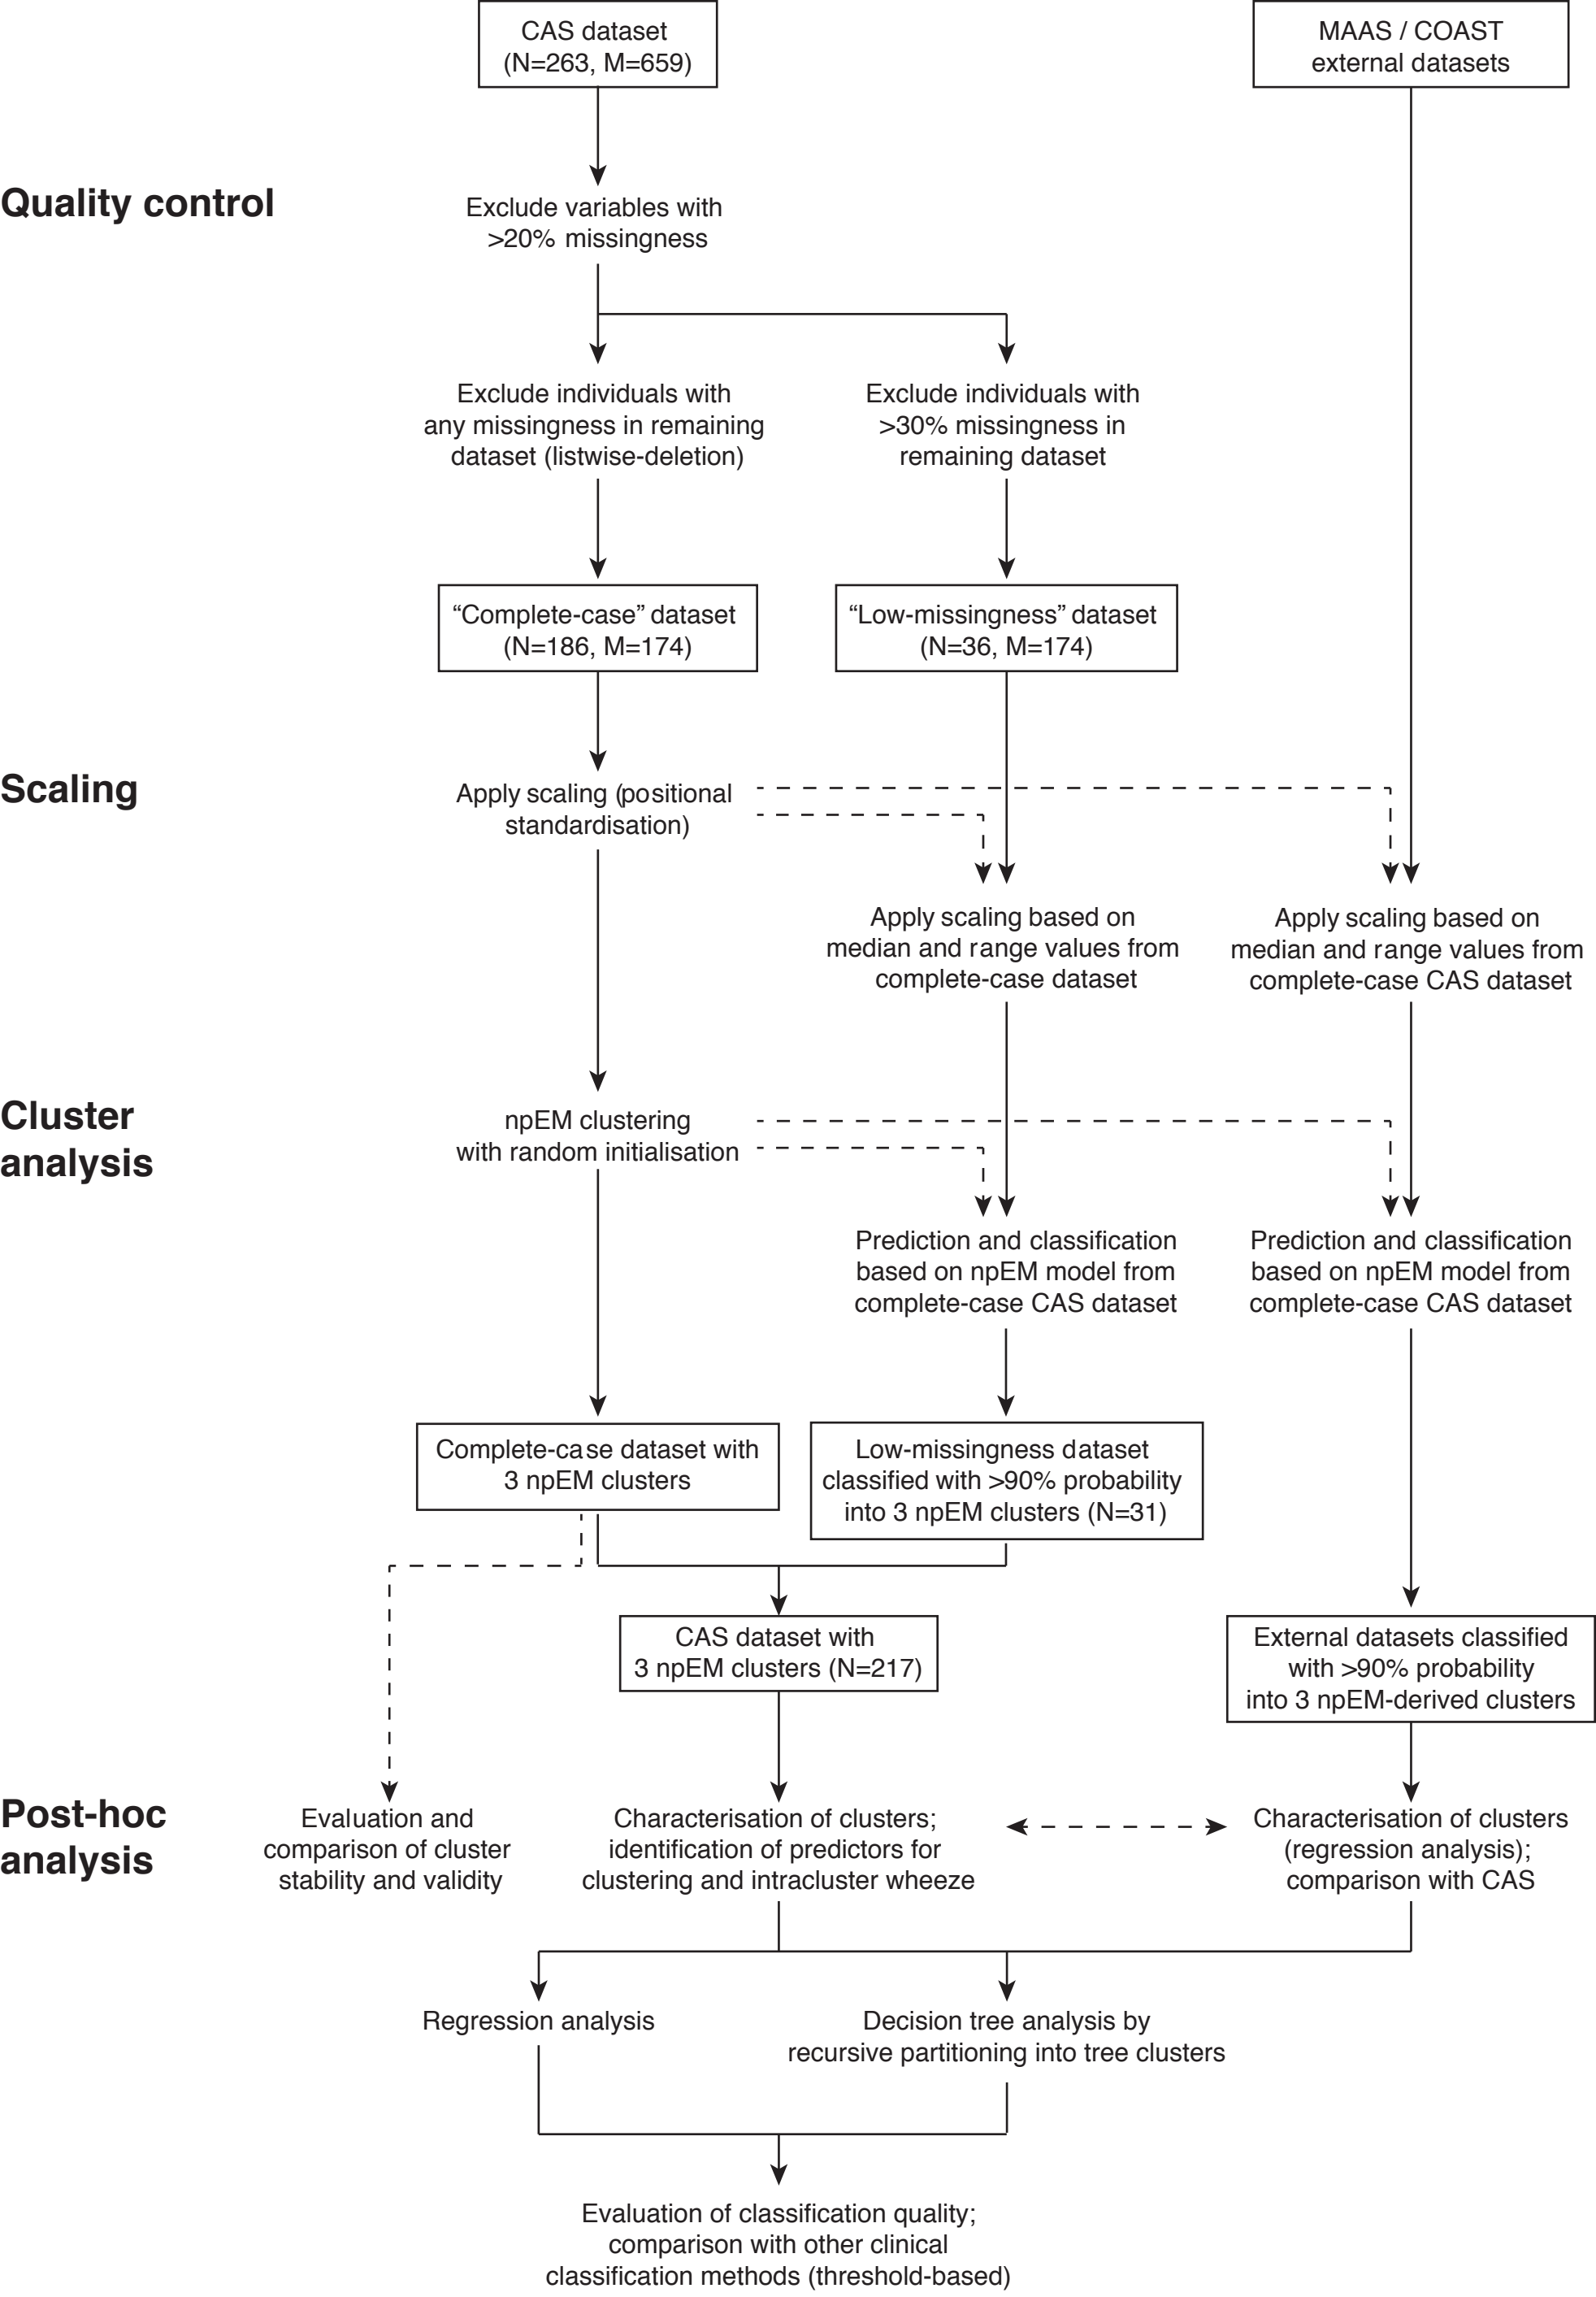 CAS dataset
(N=263, M=659)
MAAS / COAST
external datasets
Quality control
Exclude variables with
>20% missingness
Exclude individuals with
any missingness in remaining
dataset (listwise-deletion)
Exclude individuals with
>30% missingness in
remaining dataset
“Complete-case” dataset
(N=186, M=174)
“Low-missingness” dataset
(N=36, M=174)
Scaling
Apply scaling (positional
standardisation)
Apply scaling based on
median and range values from
complete-case dataset
Apply scaling based on
median and range values from
complete-case CAS dataset
Cluster
analysis
npEM clustering
with random initialisation
Prediction and classification
based on npEM model from
complete-case CAS dataset
Prediction and classification
based on npEM model from
complete-case CAS dataset
Complete-case dataset with
3 npEM clusters
Low-missingness dataset
classified with >90% probability
into 3 npEM clusters (N=31)
CAS dataset with
3 npEM clusters (N=217)
External datasets classified
with >90% probability
into 3 npEM-derived clusters
Post-hoc
analysis
Evaluation and
comparison of cluster
stability and validity
Characterisation of clusters;
identification of predictors for
clustering and intracluster wheeze
Characterisation of clusters
(regression analysis);
comparison with CAS
Regression analysis
Decision tree analysis by
recursive partitioning into tree clusters
Evaluation of classification quality;
comparison with other clinical
classification methods (threshold-based)